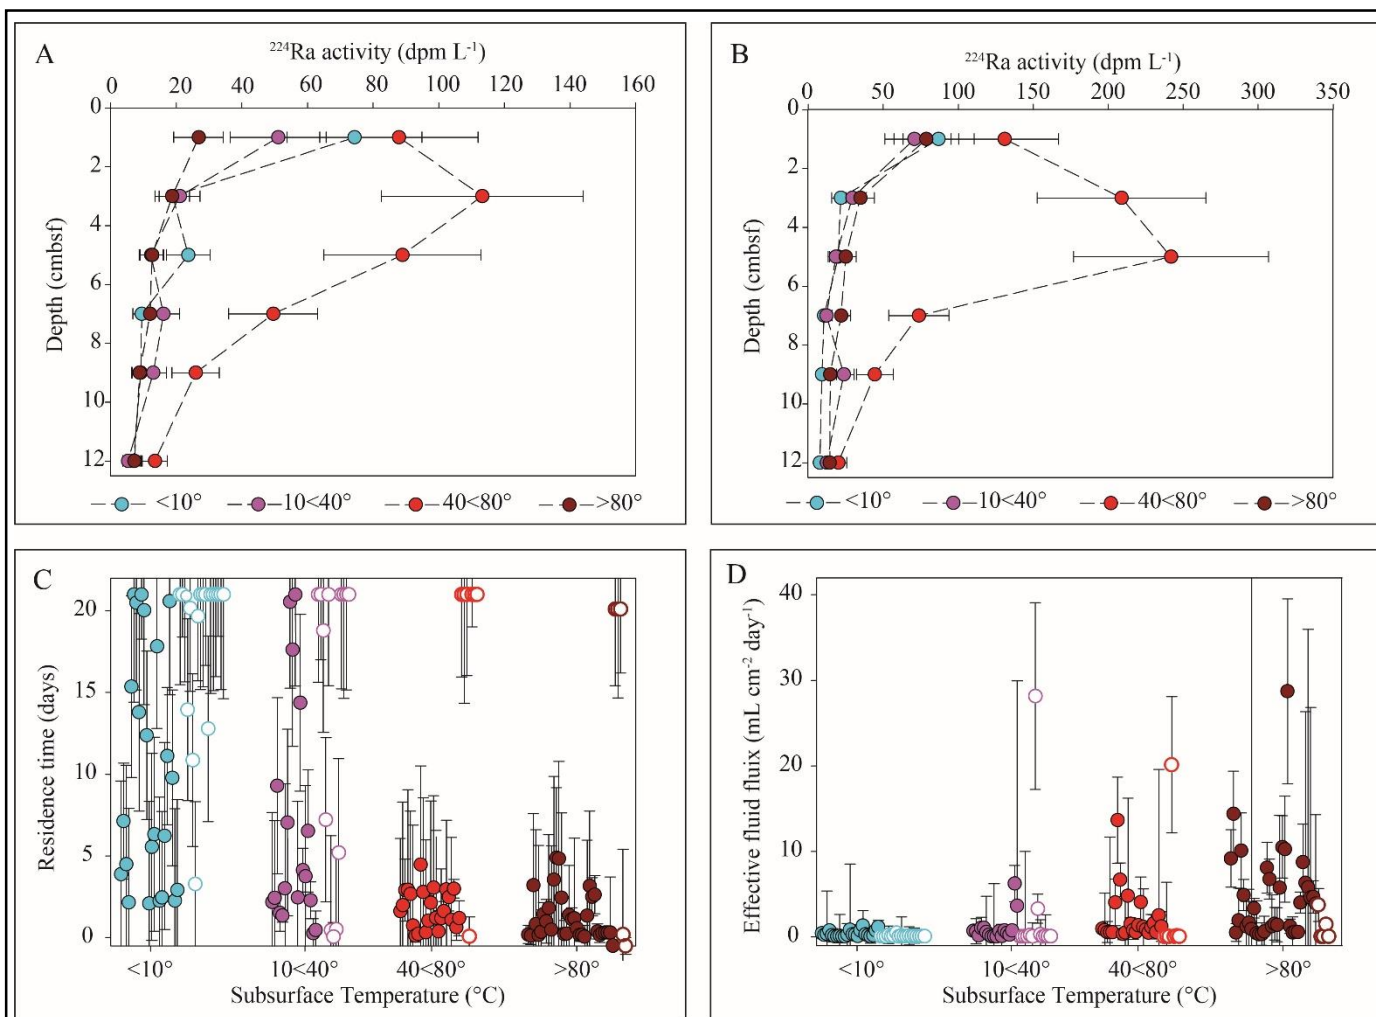 A
²²⁴Ra activity (dpm L⁻¹)
0 20 40 60 80 100 120 140 160
0
2
4
6
8
10
12
Depth (cmbsf)
<10° 10<40° 40<80° >80°
B
²²⁴Ra activity (dpm L⁻¹)
0 50 100 150 200 250 300 350
0
2
4
6
8
10
12
Depth (cmbsf)
<10° 10<40° 40<80° >80°
C
20
15
10
5
0
Residence time (days)
<10° 10<40° 40<80° >80°
Subsurface Temperature (°C)
D
40
30
20
10
0
Effective fluid fluix (mL cm⁻² day⁻¹)
<10° 10<40° 40<80° >80°
Subsurface Temperature (°C)